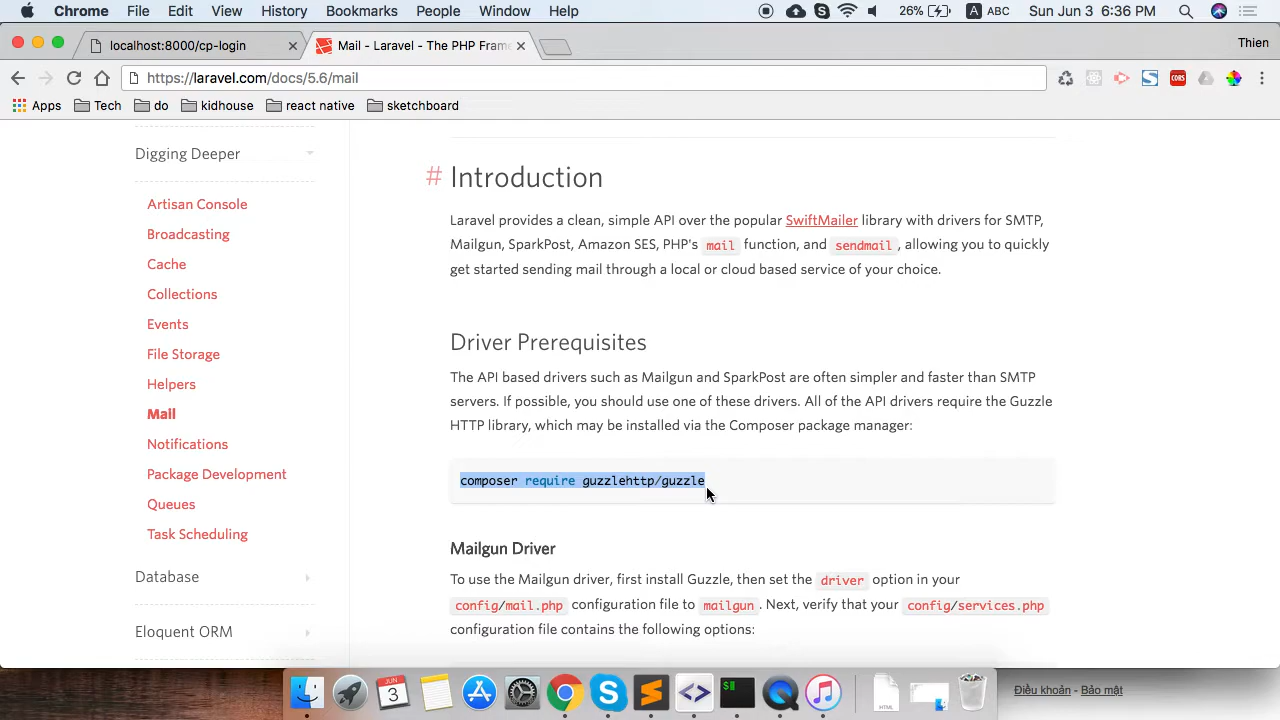 Chrome File Edit View History Bookmarks People Window Help 26% A ABC Sun Jun 3 6:36 PM
localhost:8000/cp-login Mail - Laravel - The PHP Fram Thien
https://laravel.com/docs/5.6/mail CORS
Apps Tech do kidhouse react native sketchboard
Digging Deeper
Artisan Console
Broadcasting
Cache
Collections
Events
File Storage
Helpers
Mail
Notifications
Package Development
Queues
Task Scheduling
Database
Eloquent ORM
# Introduction
Laravel provides a clean, simple API over the popular SwiftMailer library with drivers for SMTP,
Mailgun, SparkPost, Amazon SES, PHP's mail function, and sendmail, allowing you to quickly
get started sending mail through a local or cloud based service of your choice.
Driver Prerequisites
The API based drivers such as Mailgun and SparkPost are often simpler and faster than SMTP
servers. If possible, you should use one of these drivers. All of the API drivers require the Guzzle
HTTP library, which may be installed via the Composer package manager:
composer require guzzlehttp/guzzle
Mailgun Driver
To use the Mailgun driver, first install Guzzle, then set the driver option in your
config/mail.php configuration file to mailgun. Next, verify that your config/services.php
configuration file contains the following options:
JUN
3
HTML
Điều khoản - Bảo mật